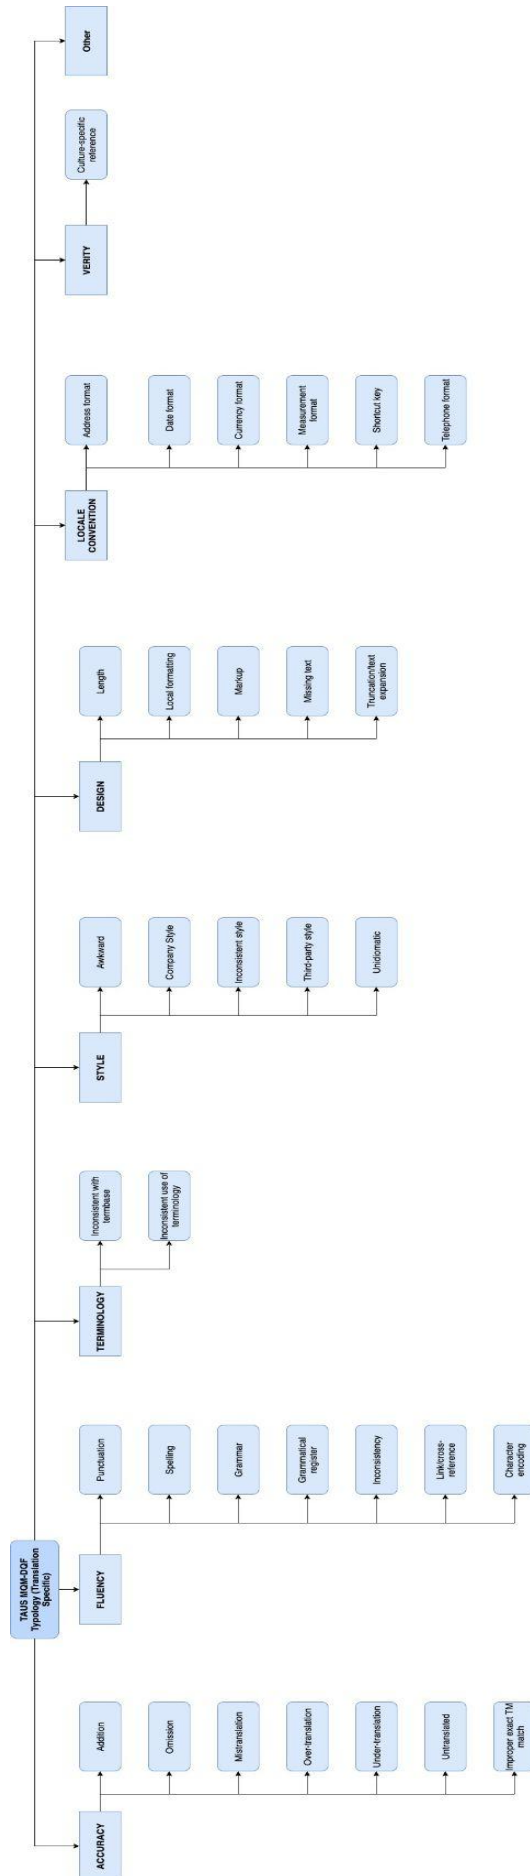 TAUS MQM-DQF
Typology (Translation
Specific)
ACCURACY
Addition
Omission
Mistranslation
Over-translation
Under-translation
Untranslated
Improper exact TM
match
FLUENCY
Punctuation
Spelling
Grammar
Grammatical
register
Inconsistency
Link/cross-
reference
Character
encoding
TERMINOLOGY
Inconsistent with
termbase
Inconsistent use of
terminology
STYLE
Awkward
Company Style
Inconsistent style
Third-party style
Unidiomatic
DESIGN
Length
Local formatting
Markup
Missing text
Truncation/text
expansion
LOCALE
CONVENTION
Address format
Date format
Currency format
Measurement
format
Shortcut key
Telephone format
VERITY
Culture-specific
reference
Other